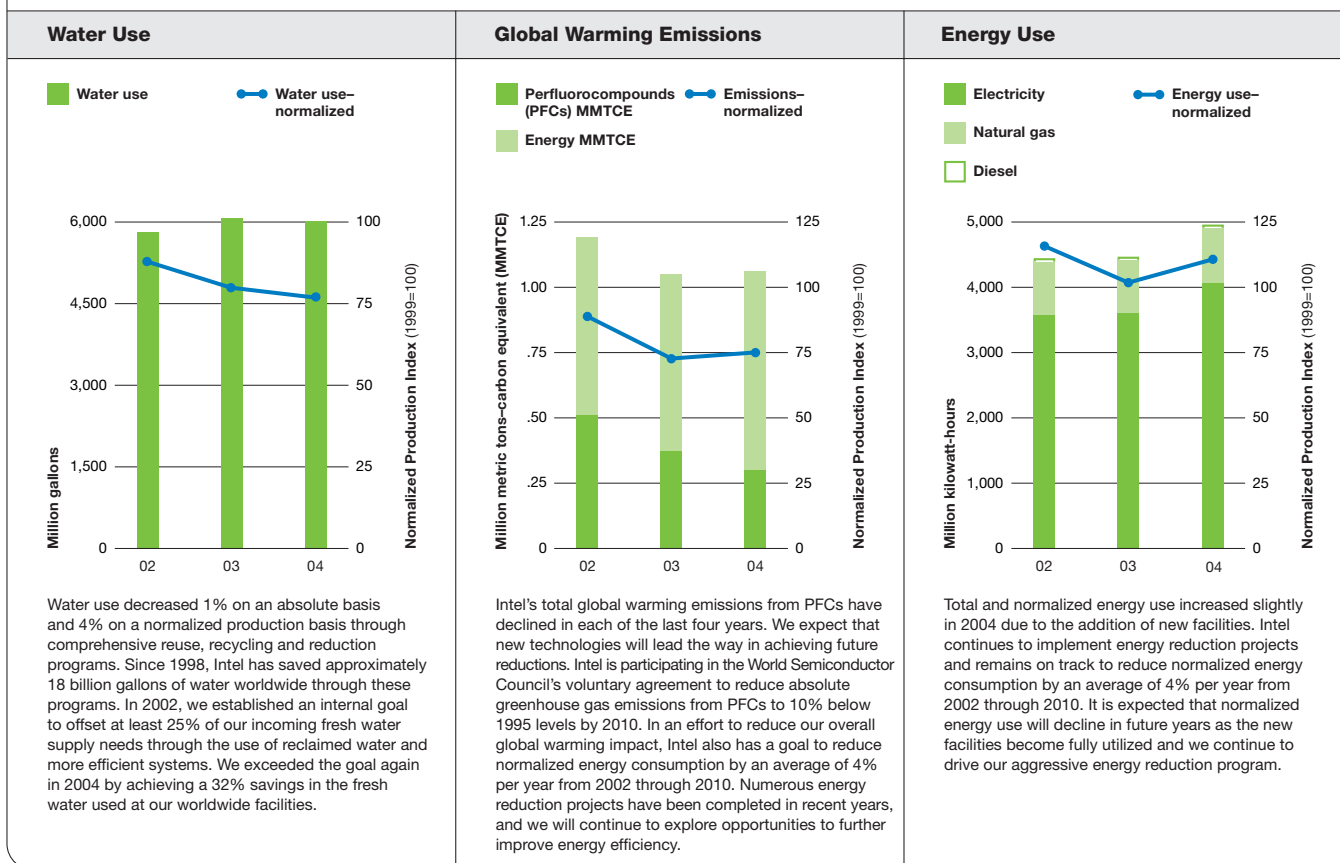 Water Use
Water use
Water use–
normalized
6,000
4,500
3,000
1,500
0
100
75
50
25
0
Million gallons
Normalized Production Index (1999=100)
02
03
04
Water use decreased 1% on an absolute basis
and 4% on a normalized production basis through
comprehensive reuse, recycling and reduction
programs. Since 1998, Intel has saved approximately
18 billion gallons of water worldwide through these
programs. In 2002, we established an internal goal
to offset at least 25% of our incoming fresh water
supply needs through the use of reclaimed water and
more efficient systems. We exceeded the goal again
in 2004 by achieving a 32% savings in the fresh
water used at our worldwide facilities.
Global Warming Emissions
Perfluorocompounds
(PFCs) MMTCE
Emissions–
normalized
Energy MMTCE
1.25
1.00
.75
.50
.25
0
125
100
75
50
25
0
Million metric tons–carbon equivalent (MMTCE)
Normalized Production Index (1999=100)
02
03
04
Intel's total global warming emissions from PFCs have
declined in each of the last four years. We expect that
new technologies will lead the way in achieving future
reductions. Intel is participating in the World Semiconductor
Council's voluntary agreement to reduce absolute
greenhouse gas emissions from PFCs to 10% below
1995 levels by 2010. In an effort to reduce our overall
global warming impact, Intel also has a goal to reduce
normalized energy consumption by an average of 4%
per year from 2002 through 2010. Numerous energy
reduction projects have been completed in recent years,
and we will continue to explore opportunities to further
improve energy efficiency.
Energy Use
Electricity
Energy use–
normalized
Natural gas
Diesel
5,000
4,000
3,000
2,000
1,000
0
125
100
75
50
25
0
Million kilowatt-hours
Normalized Production Index (1999=100)
02
03
04
Total and normalized energy use increased slightly
in 2004 due to the addition of new facilities. Intel
continues to implement energy reduction projects
and remains on track to reduce normalized energy
consumption by an average of 4% per year from
2002 through 2010. It is expected that normalized
energy use will decline in future years as the new
facilities become fully utilized and we continue to
drive our aggressive energy reduction program.